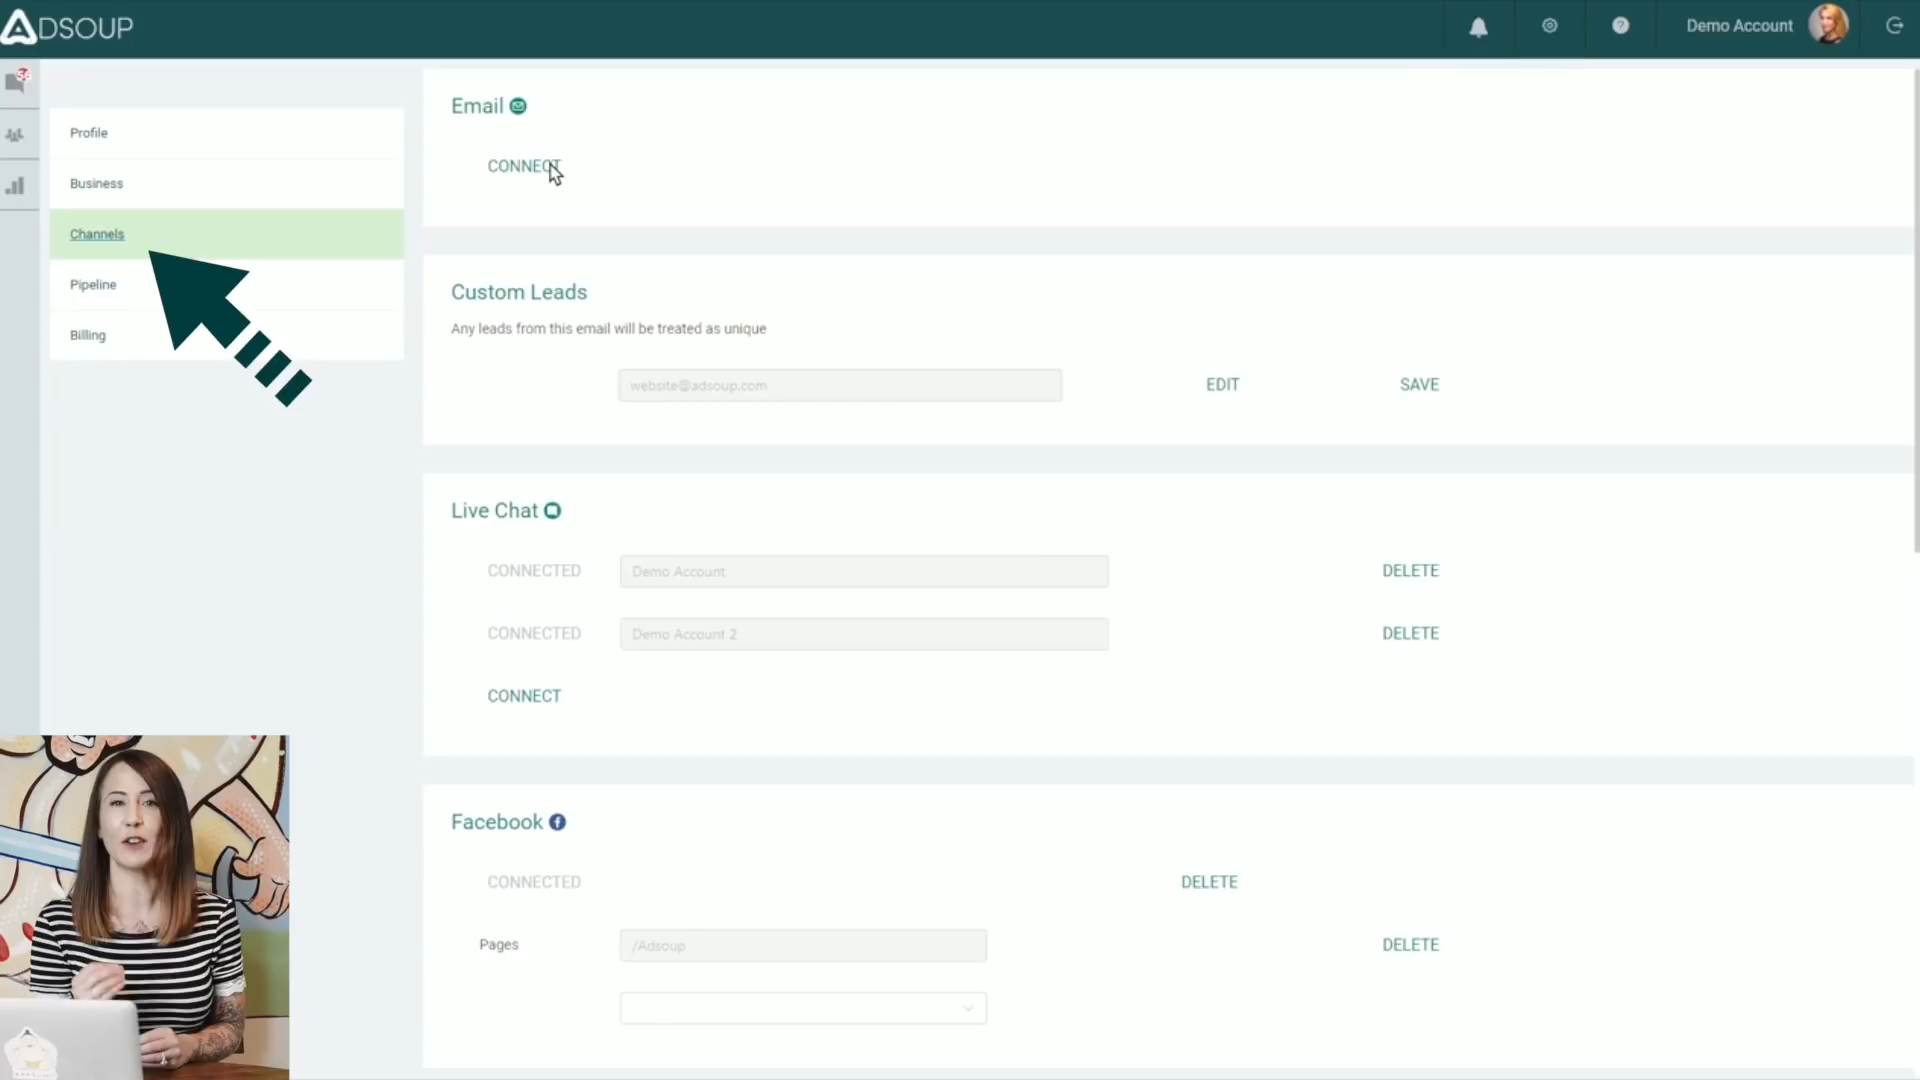 ADSOUP
Demo Account
56
Profile
Business
Channels
Pipeline
Billing
Email
CONNECT
Custom Leads
Any leads from this email will be treated as unique
website@adsoup.com
EDIT
SAVE
Live Chat
CONNECTED
Demo Account
DELETE
CONNECTED
Demo Account 2
DELETE
CONNECT
Facebook
CONNECTED
DELETE
Pages
/Adsoup
DELETE